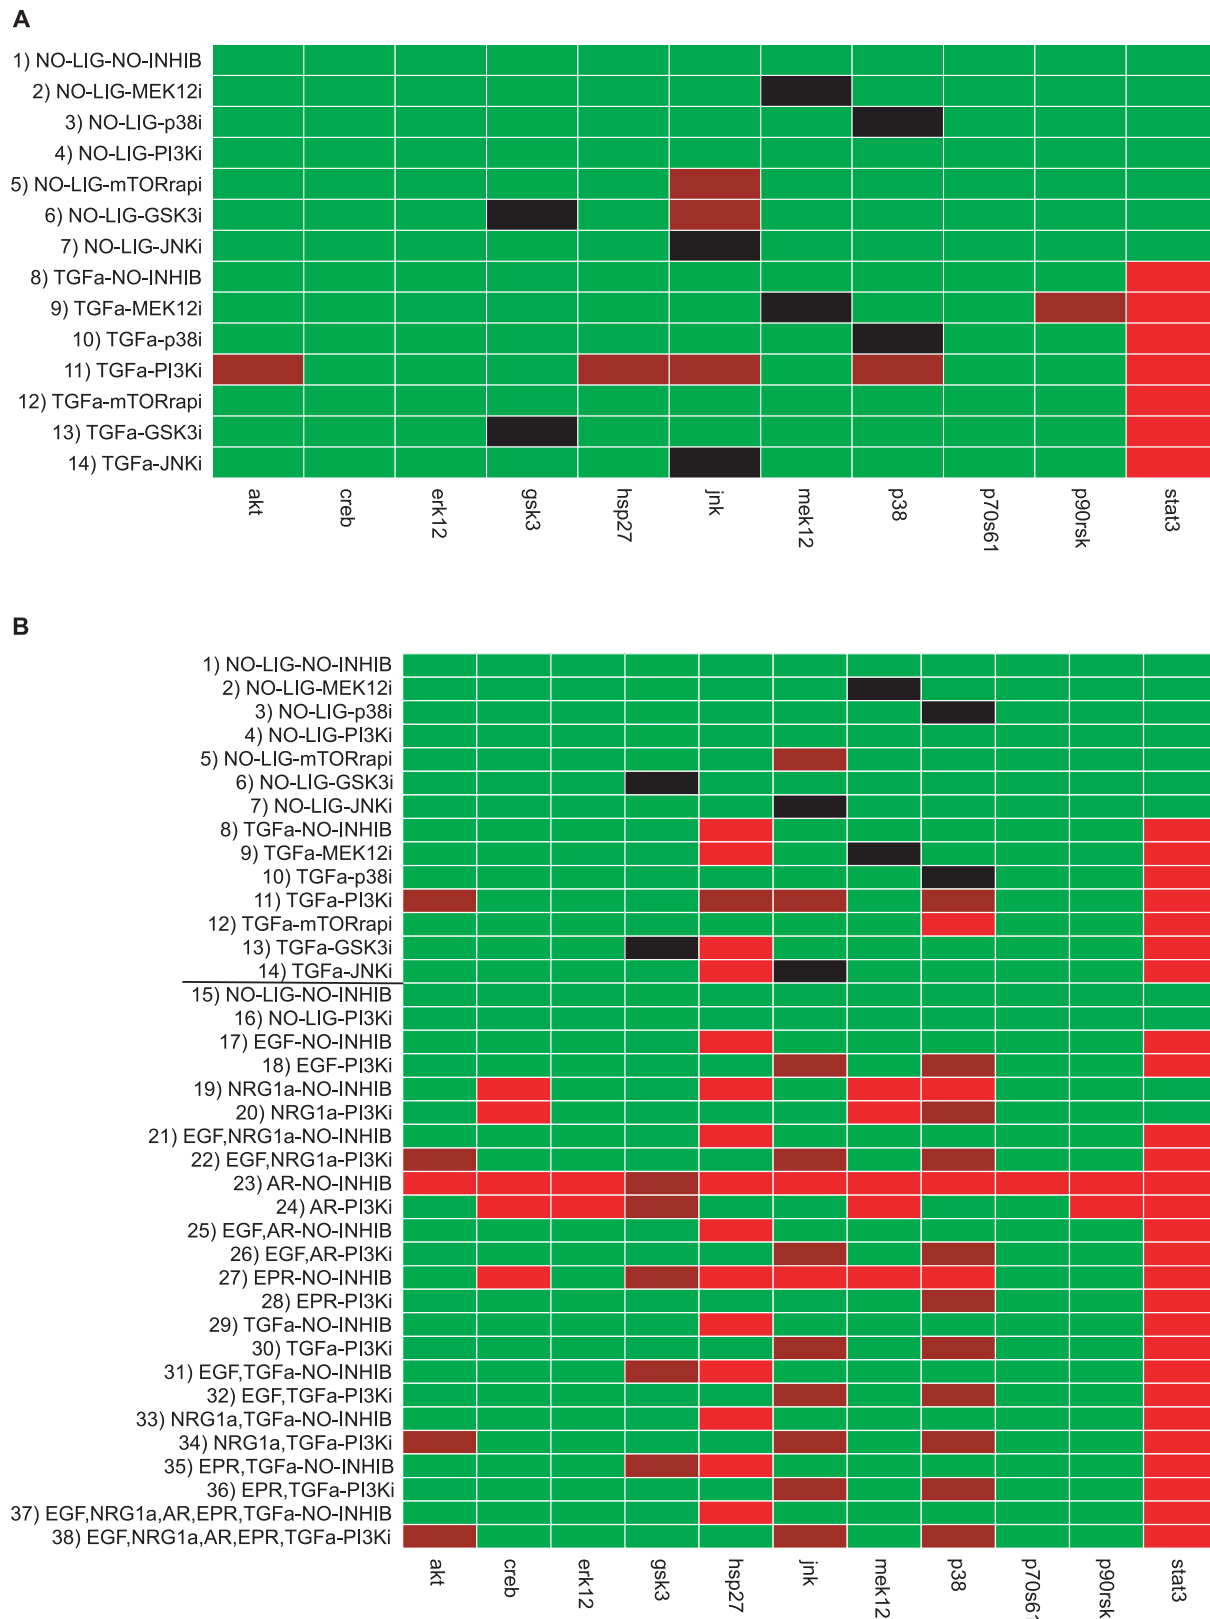 A
1) NO-LIG-NO-INHIB
2) NO-LIG-MEK12i
3) NO-LIG-p38i
4) NO-LIG-PI3Ki
5) NO-LIG-mTORrapi
6) NO-LIG-GSK3i
7) NO-LIG-JNKi
8) TGFa-NO-INHIB
9) TGFa-MEK12i
10) TGFa-p38i
11) TGFa-PI3Ki
12) TGFa-mTORrapi
13) TGFa-GSK3i
14) TGFa-JNKi
akt creb erk12 gsk3 hsp27 jnk mek12 p38 p70s61 p90rsk stat3
B
1) NO-LIG-NO-INHIB
2) NO-LIG-MEK12i
3) NO-LIG-p38i
4) NO-LIG-PI3Ki
5) NO-LIG-mTORrapi
6) NO-LIG-GSK3i
7) NO-LIG-JNKi
8) TGFa-NO-INHIB
9) TGFa-MEK12i
10) TGFa-p38i
11) TGFa-PI3Ki
12) TGFa-mTORrapi
13) TGFa-GSK3i
14) TGFa-JNKi
15) NO-LIG-NO-INHIB
16) NO-LIG-PI3Ki
17) EGF-NO-INHIB
18) EGF-PI3Ki
19) NRG1a-NO-INHIB
20) NRG1a-PI3Ki
21) EGF,NRG1a-NO-INHIB
22) EGF,NRG1a-PI3Ki
23) AR-NO-INHIB
24) AR-PI3Ki
25) EGF,AR-NO-INHIB
26) EGF,AR-PI3Ki
27) EPR-NO-INHIB
28) EPR-PI3Ki
29) TGFa-NO-INHIB
30) TGFa-PI3Ki
31) EGF,TGFa-NO-INHIB
32) EGF,TGFa-PI3Ki
33) NRG1a,TGFa-NO-INHIB
34) NRG1a,TGFa-PI3Ki
35) EPR,TGFa-NO-INHIB
36) EPR,TGFa-PI3Ki
37) EGF,NRG1a,AR,EPR,TGFa-NO-INHIB
38) EGF,NRG1a,AR,EPR,TGFa-PI3Ki
akt creb erk12 gsk3 hsp27 jnk mek12 p38 p70s61 p90rsk stat3